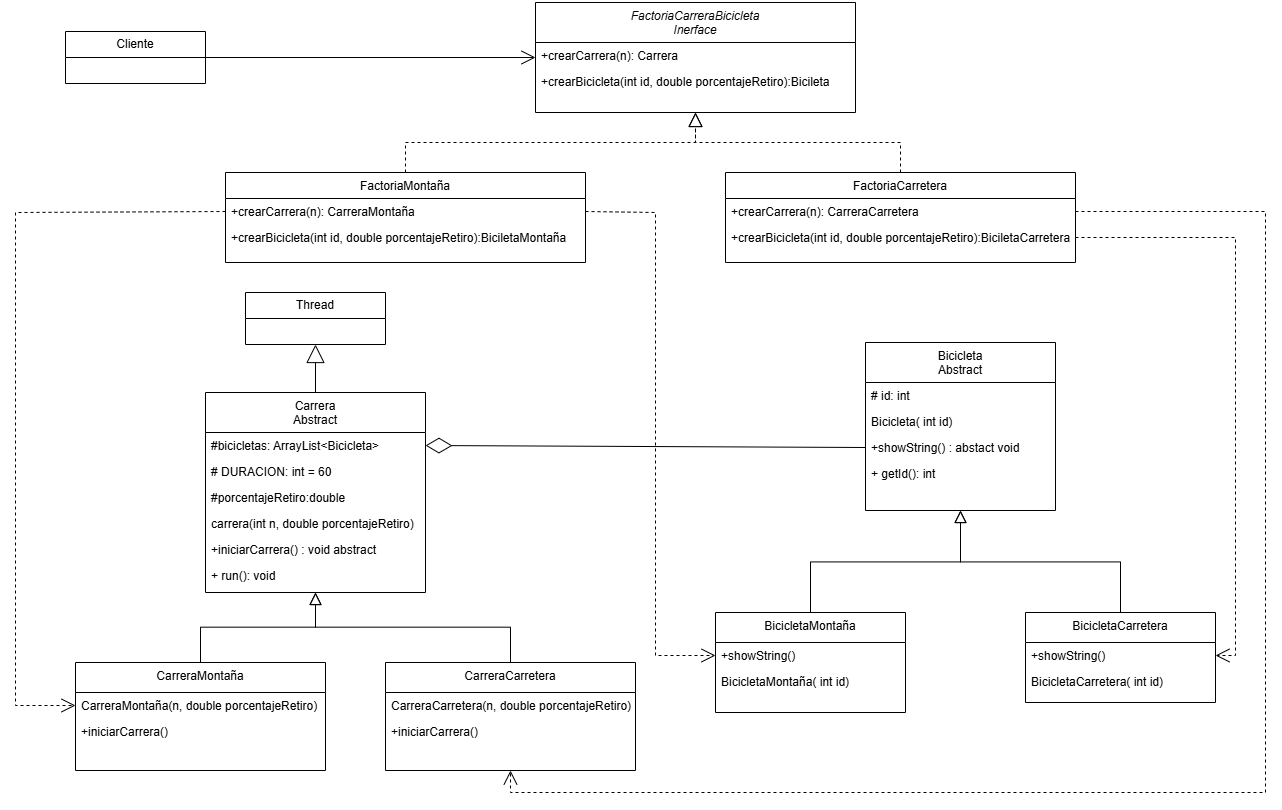 Cliente
FactoriaCarreraBicicleta
Inerface
+crearCarrera(n): Carrera
+crearBicicleta(int id, double porcentajeRetiro):Bicileta
FactoriaMontaña
+crearCarrera(n): CarreraMontaña
+crearBicicleta(int id, double porcentajeRetiro):BiciletaMontaña
FactoriaCarretera
+crearCarrera(n): CarreraCarretera
+crearBicicleta(int id, double porcentajeRetiro):BiciletaCarretera
Thread
Carrera
Abstract
#bicicletas: ArrayList<Bicicleta>
# DURACION: int = 60
#porcentajeRetiro:double
carrera(int n, double porcentajeRetiro)
+iniciarCarrera() : void abstract
+ run(): void
Bicicleta
Abstract
# id: int
Bicicleta( int id)
+showString() : abstact void
+ getId(): int
CarreraMontaña
CarreraMontaña(n, double porcentajeRetiro)
+iniciarCarrera()
CarreraCarretera
CarreraCarretera(n, double porcentajeRetiro)
+iniciarCarrera()
BicicletaMontaña
+showString()
BicicletaMontaña( int id)
BicicletaCarretera
+showString()
BicicletaCarretera( int id)